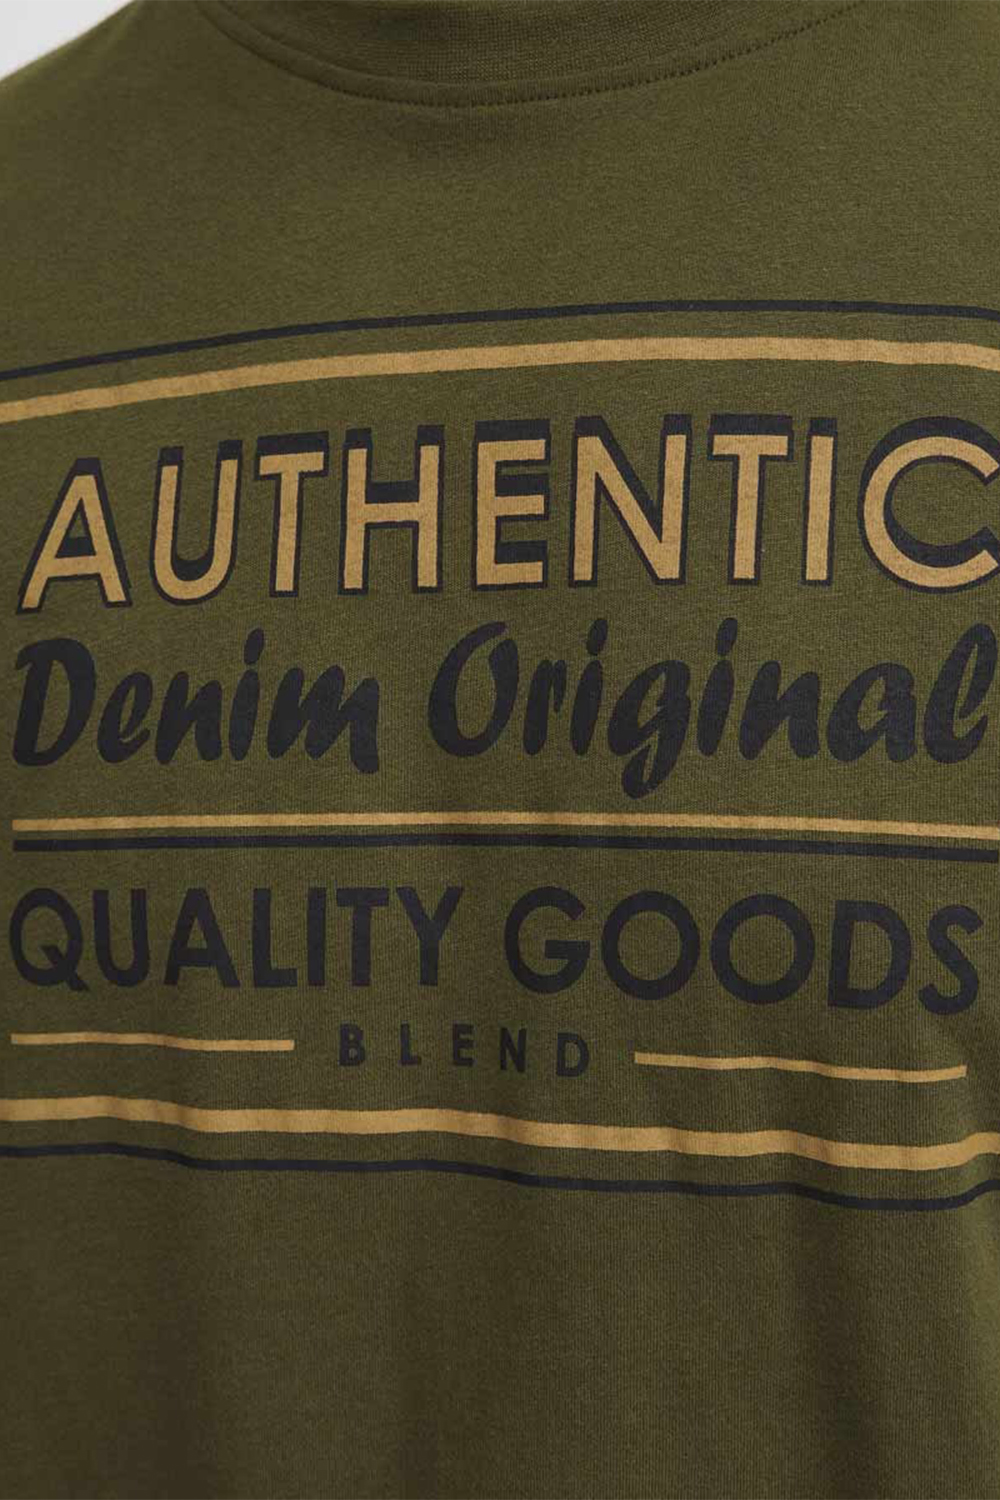 AUTHENTIC
Denim Original
QUALITY GOODS
BLEND